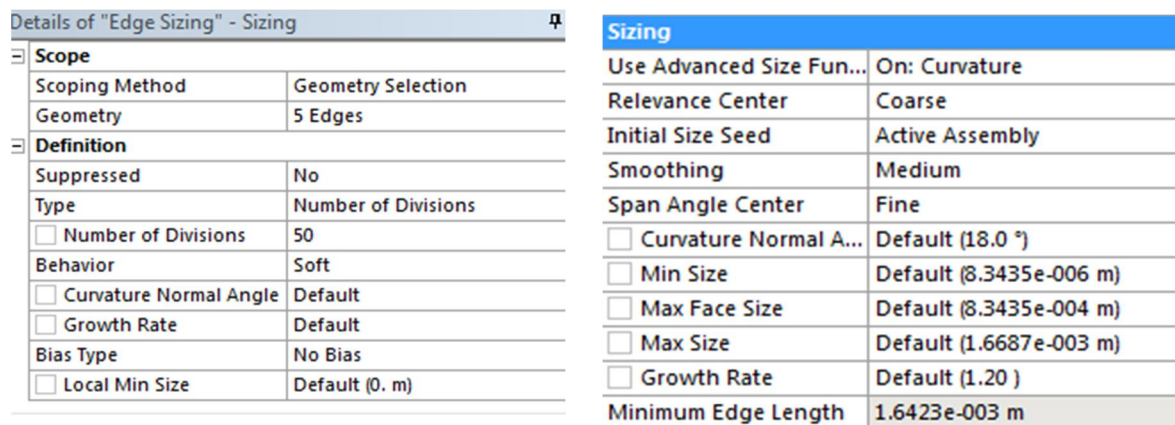 Details of "Edge Sizing" - Sizing
Scope
Scoping Method Geometry Selection
Geometry 5 Edges
Definition
Suppressed No
Type Number of Divisions
Number of Divisions 50
Behavior Soft
Curvature Normal Angle Default
Growth Rate Default
Bias Type No Bias
Local Min Size Default (0. m)
Sizing
Use Advanced Size Fun... On: Curvature
Relevance Center Coarse
Initial Size Seed Active Assembly
Smoothing Medium
Span Angle Center Fine
Curvature Normal A... Default (18.0 °)
Min Size Default (8.3435e-006 m)
Max Face Size Default (8.3435e-004 m)
Max Size Default (1.6687e-003 m)
Growth Rate Default (1.20 )
Minimum Edge Length 1.6423e-003 m